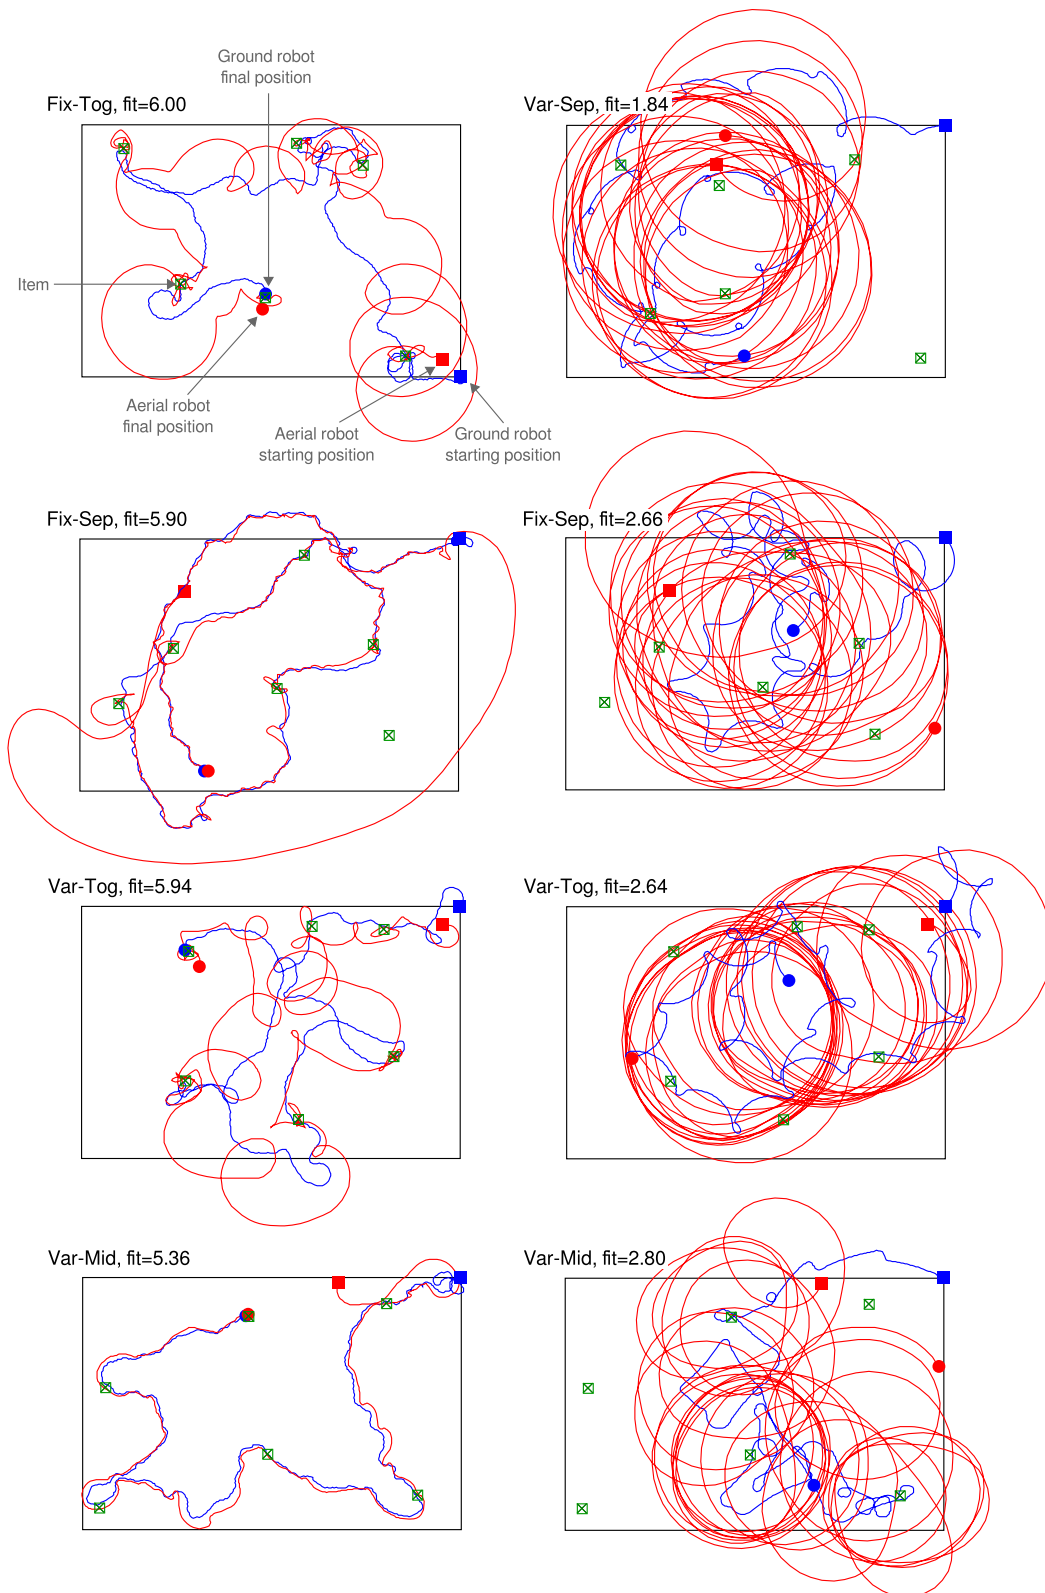 Ground robot
final position
Fix-Tog, fit=6.00
Var-Sep, fit=1.84
Item
Aerial robot
final position
Aerial robot
starting position
Ground robot
starting position
Fix-Sep, fit=5.90
Fix-Sep, fit=2.66
Var-Tog, fit=5.94
Var-Tog, fit=2.64
Var-Mid, fit=5.36
Var-Mid, fit=2.80